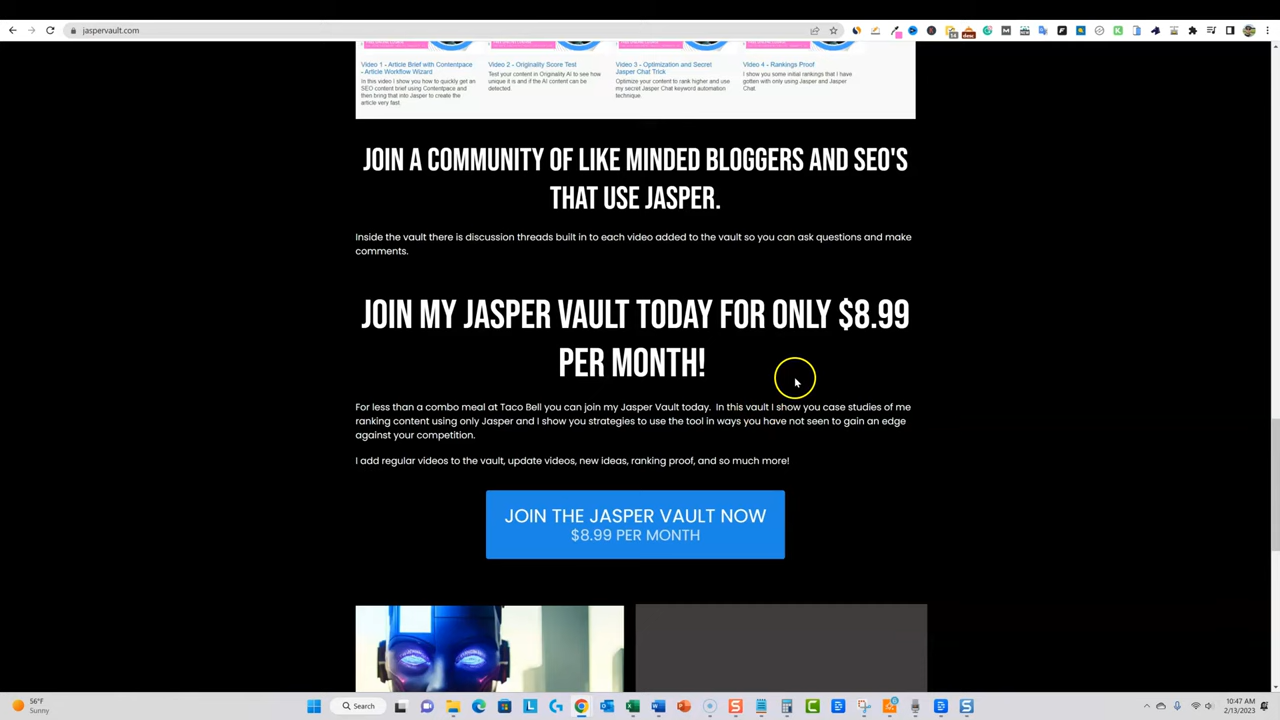 jaspervault.com
Video 1 - Article Brief with Contentpace
- Article Workflow Wizard
In this video I show you how to quickly get an
SEO content brief using Contentpace and
then bring that into Jasper to create the
article very fast.
Video 2 - Originality Score Test
Test your content in Originality AI to see how
unique it is and if the AI content can be
detected.
Video 3 - Optimization and Secret
Jasper Chat Trick
Optimize your content to rank higher and use
my secret Jasper Chat keyword automation
technique.
Video 4 - Rankings Proof
I show you some initial rankings that I have
gotten with only using Jasper and Jasper
Chat.
JOIN A COMMUNITY OF LIKE MINDED BLOGGERS AND SEO'S
THAT USE JASPER.
Inside the vault there is discussion threads built in to each video added to the vault so you can ask questions and make
comments.
JOIN MY JASPER VAULT TODAY FOR ONLY $8.99
PER MONTH!
For less than a combo meal at Taco Bell you can join my Jasper Vault today. In this vault I show you case studies of me
ranking content using only Jasper and I show you strategies to use the tool in ways you have not seen to gain an edge
against your competition.
I add regular videos to the vault, update videos, new ideas, ranking proof, and so much more!
JOIN THE JASPER VAULT NOW
$8.99 PER MONTH
56°F
Sunny
Search
10:47 AM
2/13/2023